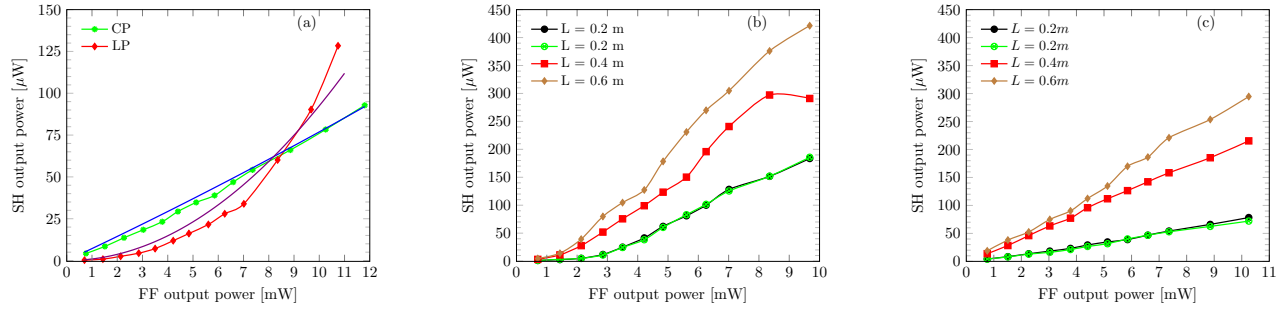 (a)
CP
LP
150
125
100
75
50
25
0
SH output power [μW]
0 1 2 3 4 5 6 7 8 9 10 11 12
FF output power [mW]
(b)
L = 0.2 m
L = 0.2 m
L = 0.4 m
L = 0.6 m
450
400
350
300
250
200
150
100
50
0
SH output power [μW]
0 1 2 3 4 5 6 7 8 9 10
FF output power [mW]
(c)
L = 0.2m
L = 0.2m
L = 0.4m
L = 0.6m
450
400
350
300
250
200
150
100
50
0
SH output power [μW]
0 1 2 3 4 5 6 7 8 9 10 11
FF output power [mW]